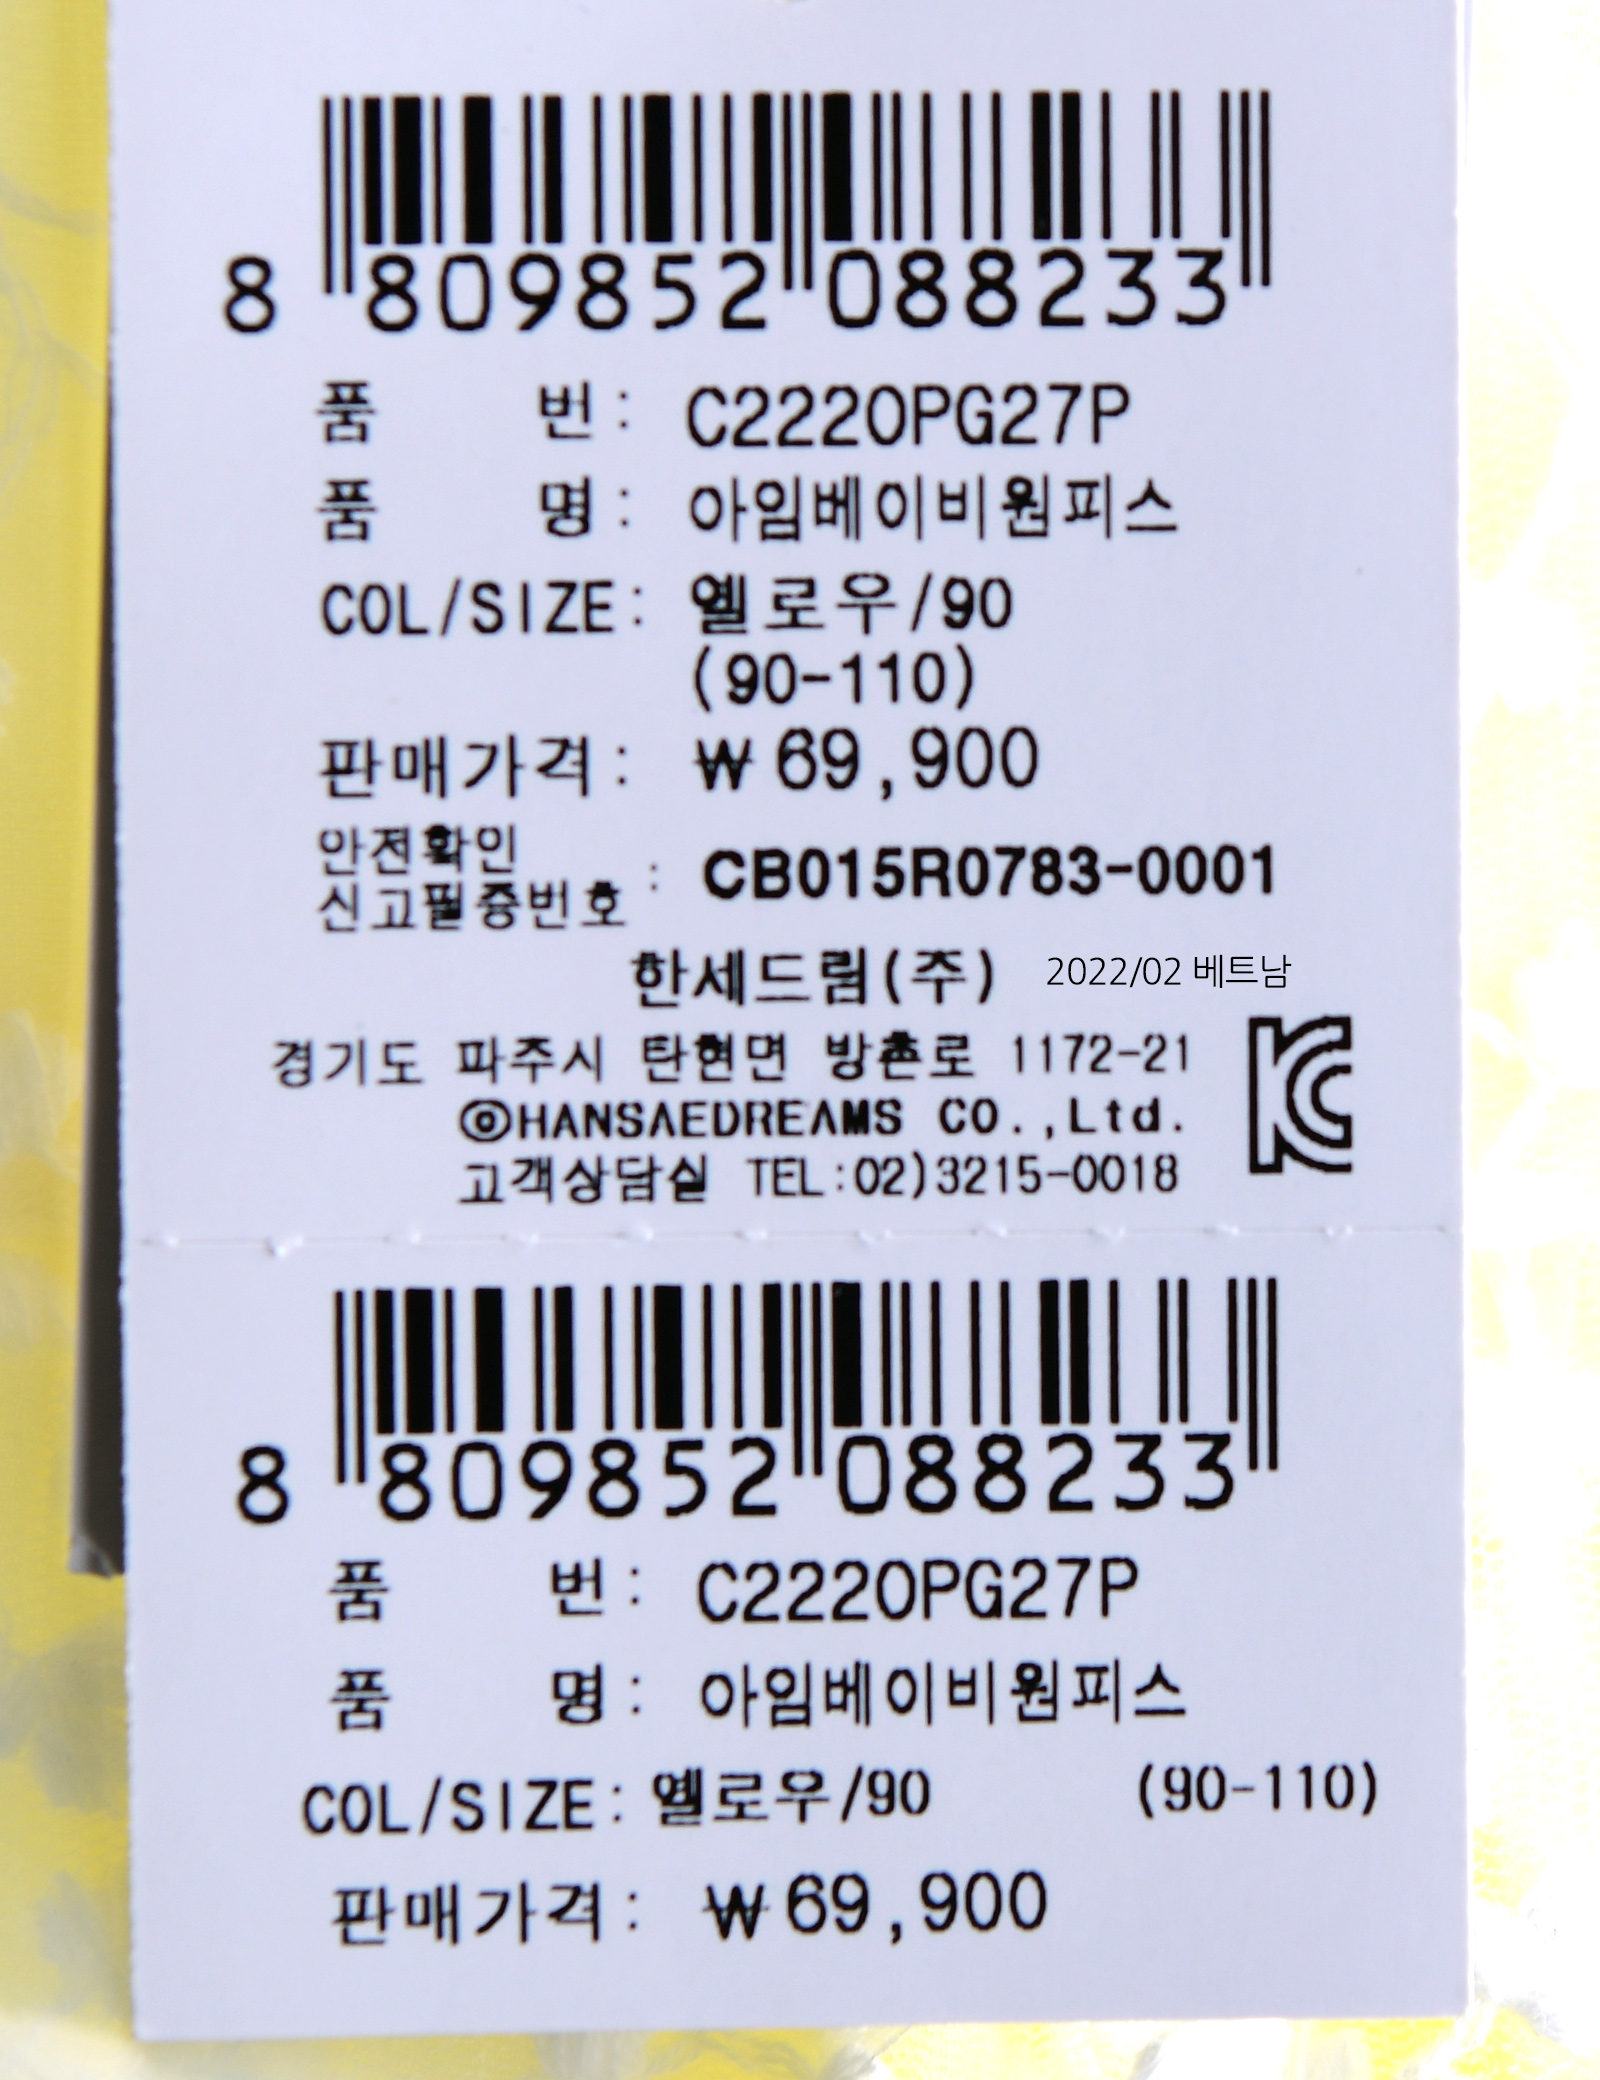 8 809852 088233
품 번 : C222OPG27P
품 명 : 아임베이비원피스
COL/SIZE: 옐로우/90
(90-110)
판매가격: ₩69,900
안전확인
신고필증번호 : CB015R0783-0001
한세드림(주) 2022/02 베트남
경기도 파주시 탄현면 방촌로 1172-21
ⓒHANSAEDREAMS CO.,Ltd.
고객상담실 TEL:02)3215-0018
8 809852 088233
품 번 : C222OPG27P
품 명 : 아임베이비원피스
COL/SIZE: 옐로우/90 (90-110)
판매가격: ₩69,900